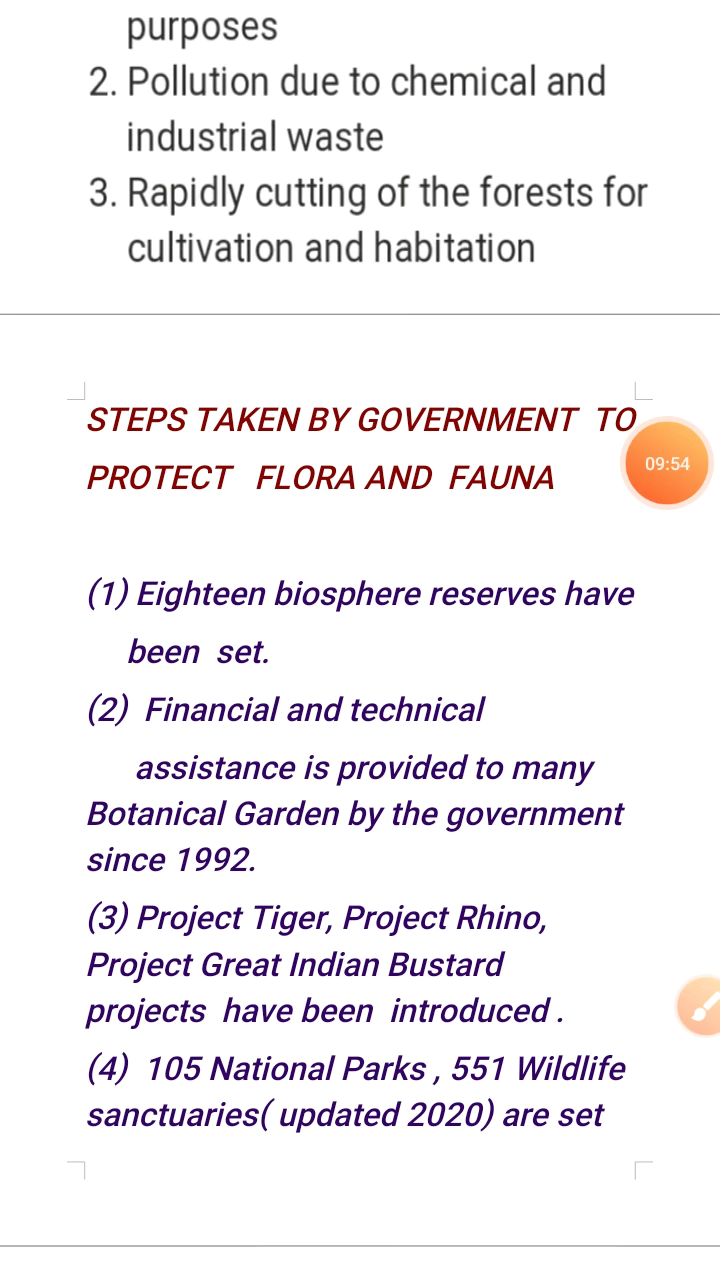 purposes
2. Pollution due to chemical and
industrial waste
3. Rapidly cutting of the forests for
cultivation and habitation
STEPS TAKEN BY GOVERNMENT TO
PROTECT FLORA AND FAUNA
09:54
(1) Eighteen biosphere reserves have
been set.
(2) Financial and technical
assistance is provided to many
Botanical Garden by the government
since 1992.
(3) Project Tiger, Project Rhino,
Project Great Indian Bustard
projects have been introduced .
(4) 105 National Parks , 551 Wildlife
sanctuaries( updated 2020) are set